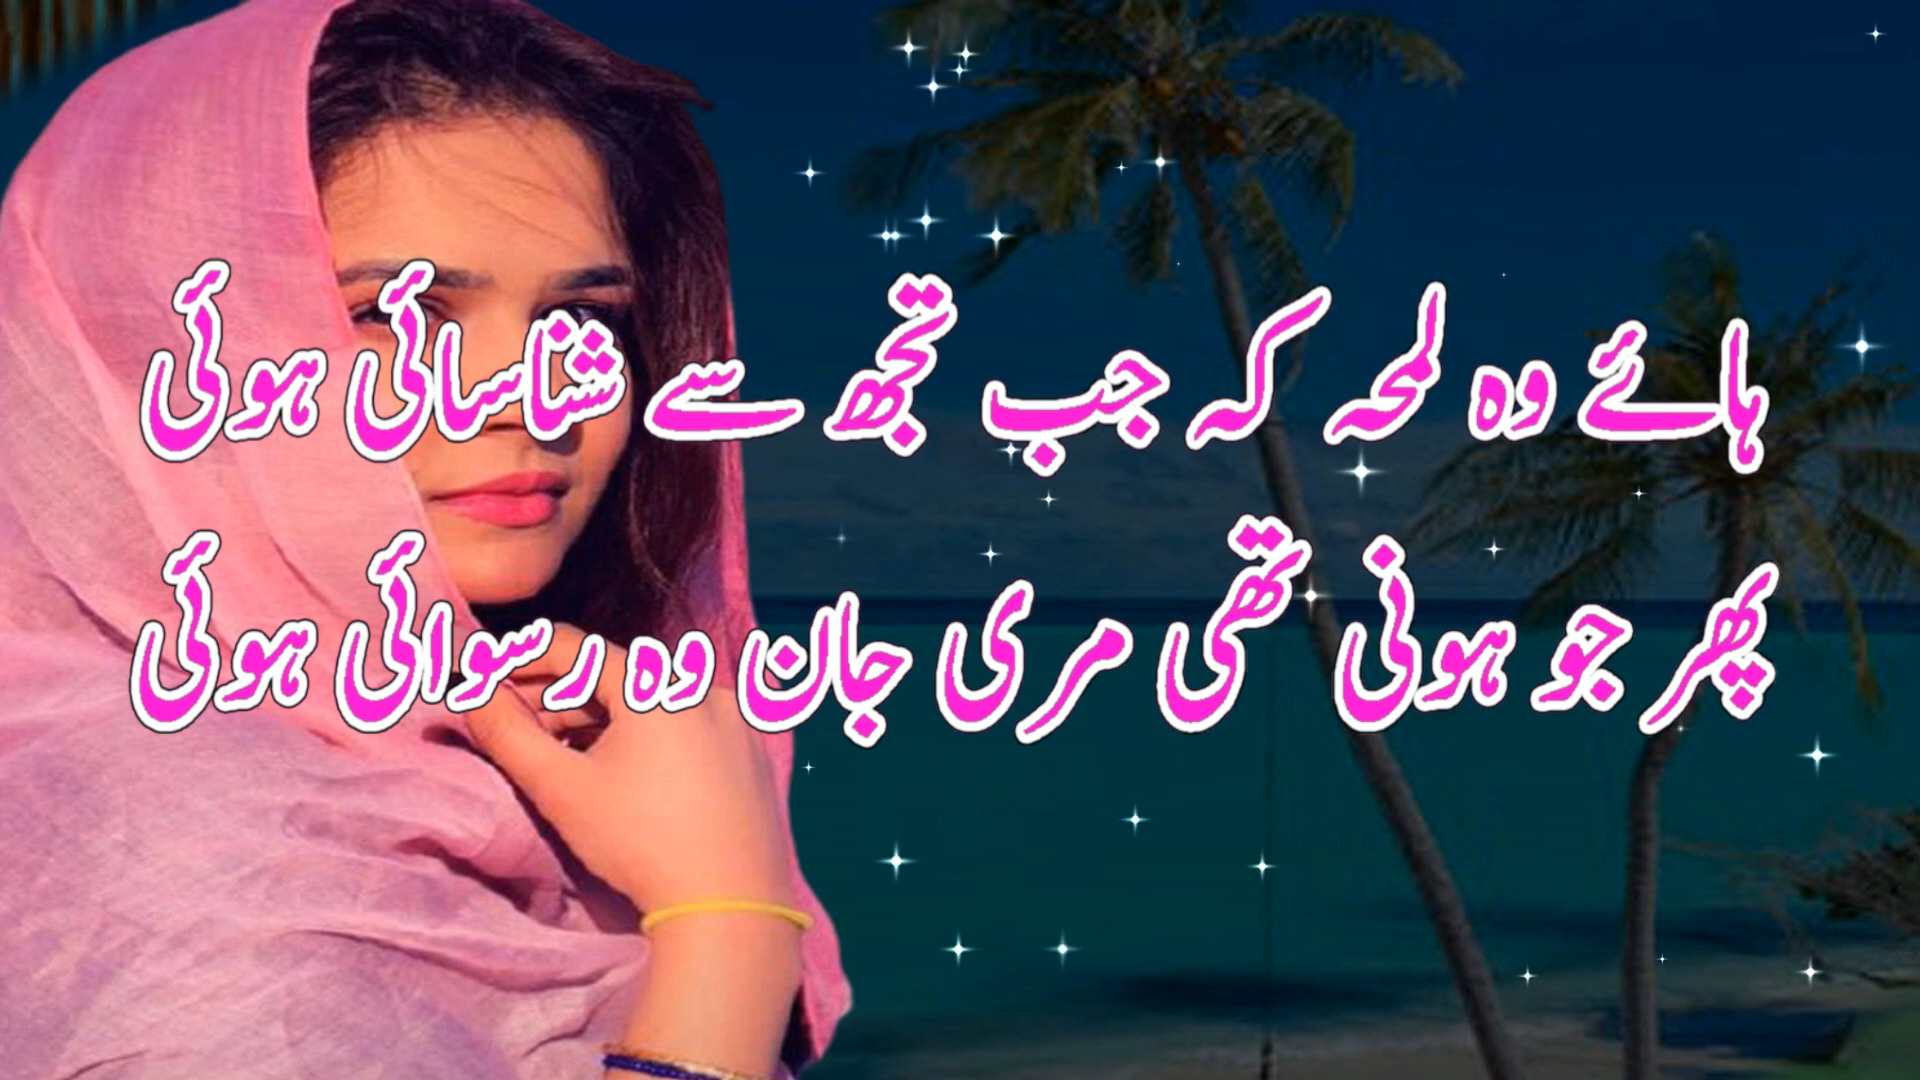 ہائے وہ لمحہ کہ جب تجھ سے شناسائی ہوئی
پھر جو ہونی تھی مری جان وہ رسوائی ہوئی